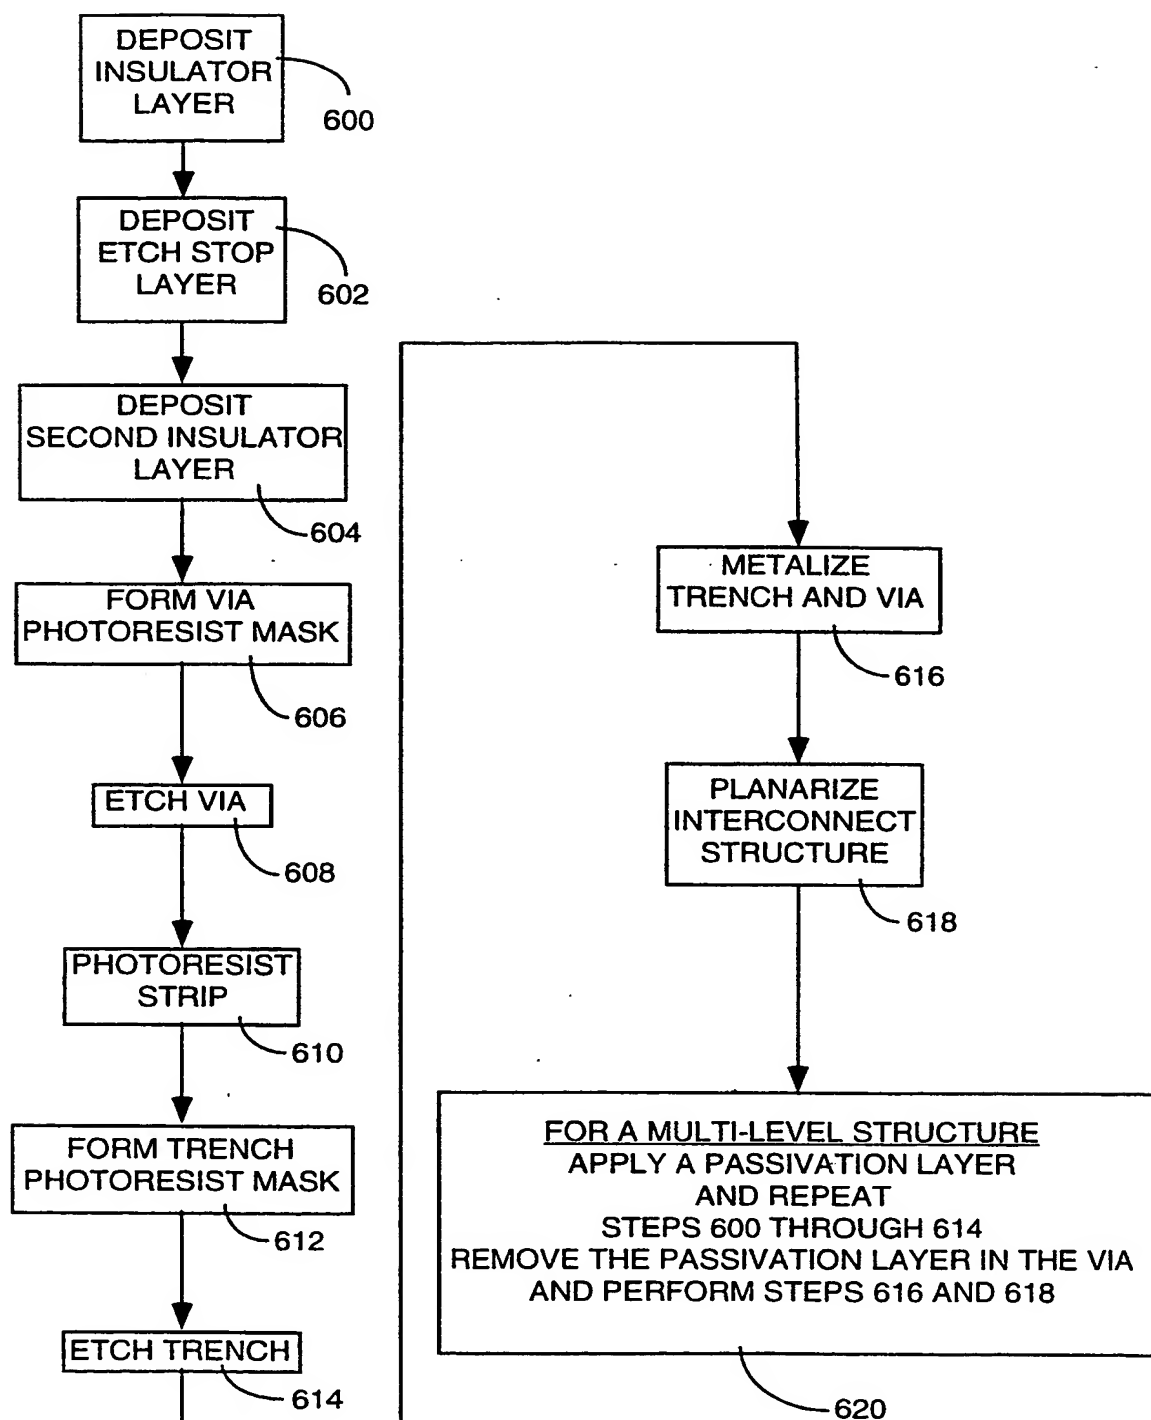 DEPOSIT
INSULATOR
LAYER
600
DEPOSIT
ETCH STOP
LAYER
602
DEPOSIT
SECOND INSULATOR
LAYER
604
FORM VIA
PHOTORESIST MASK
606
ETCH VIA
608
PHOTORESIST
STRIP
610
FORM TRENCH
PHOTORESIST MASK
612
ETCH TRENCH
614
METALIZE
TRENCH AND VIA
616
PLANARIZE
INTERCONNECT
STRUCTURE
618
FOR A MULTI-LEVEL STRUCTURE
APPLY A PASSIVATION LAYER
AND REPEAT
STEPS 600 THROUGH 614
REMOVE THE PASSIVATION LAYER IN THE VIA
AND PERFORM STEPS 616 AND 618
620